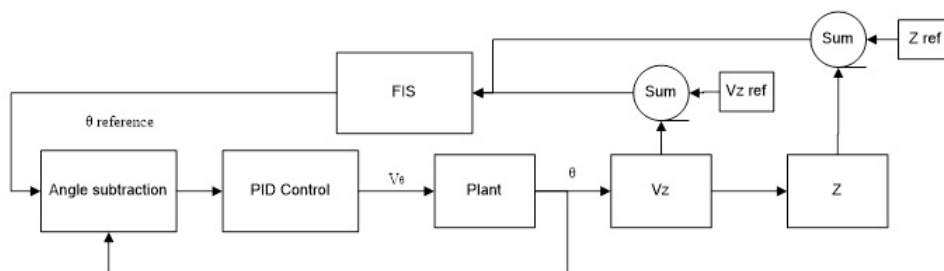 Sum
Z ref
FIS
Sum
Vz ref
θ reference
Angle subtraction
PID Control
Vθ
Plant
θ
Vz
Z